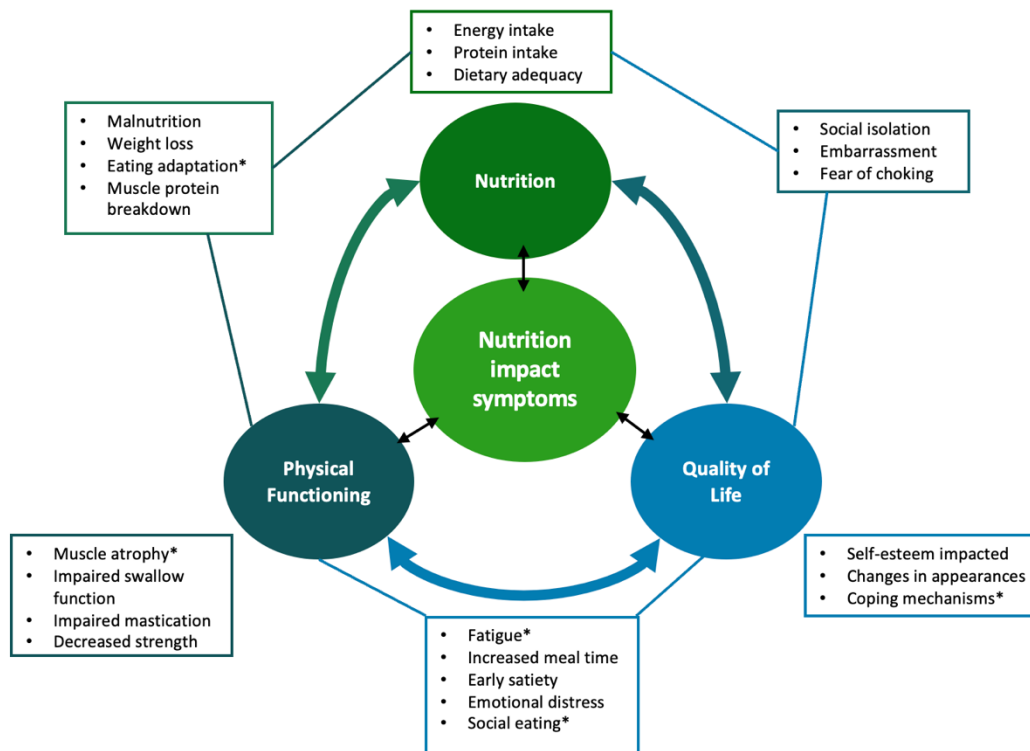 • Energy intake
• Protein intake
• Dietary adequacy
• Malnutrition
• Weight loss
• Eating adaptation*
• Muscle protein
breakdown
• Social isolation
• Embarrassment
• Fear of choking
Nutrition
Nutrition
impact
symptoms
Physical
Functioning
Quality of
Life
• Muscle atrophy*
• Impaired swallow
function
• Impaired mastication
• Decreased strength
• Self-esteem impacted
• Changes in appearances
• Coping mechanisms*
• Fatigue*
• Increased meal time
• Early satiety
• Emotional distress
• Social eating*